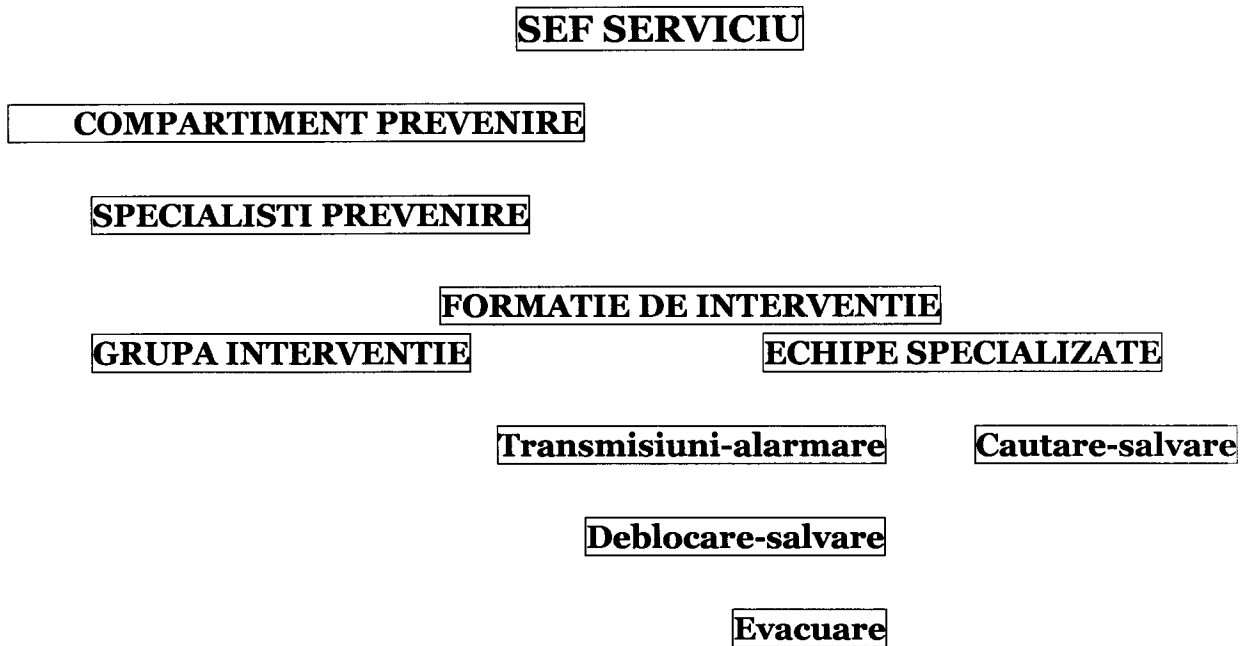 SEF SERVICIU
COMPARTIMENT PREVENIRE
SPECIALISTI PREVENIRE
FORMATIE DE INTERVENTIE
GRUPA INTERVENTIE ECHIPE SPECIALIZATE
Transmisiuni-alarmare Cautare-salvare
Deblocare-salvare
Evacuare